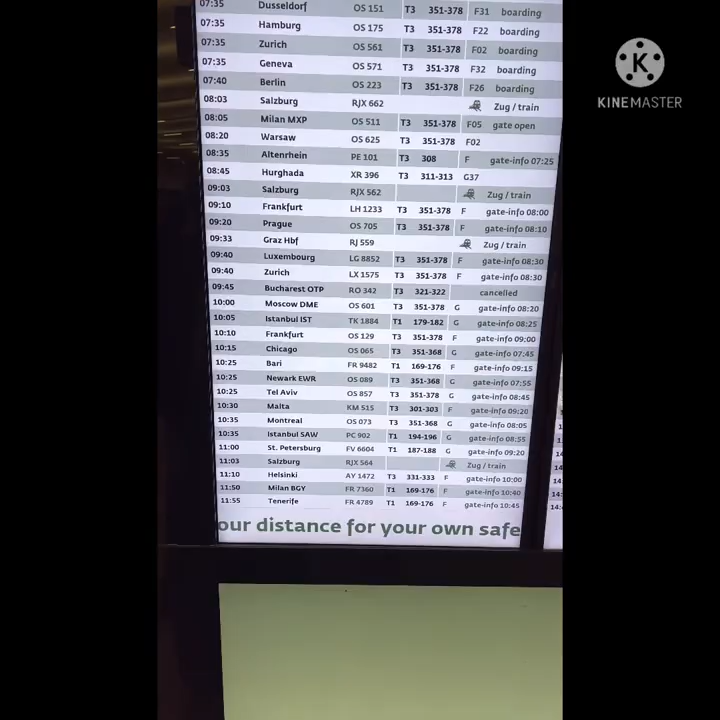 07:35 Dusseldorf OS 151 T3 351-378 F31 boarding
07:35 Hamburg OS 175 T3 351-378 F22 boarding
07:35 Zurich OS 561 T3 351-378 F02 boarding
07:35 Geneva OS 571 T3 351-378 F32 boarding
07:40 Berlin OS 223 T3 351-378 F26 boarding
08:03 Salzburg RJX 662 Zug / train
08:05 Milan MXP OS 511 T3 351-378 F05 gate open
08:20 Warsaw OS 625 T3 351-378 F02
08:35 Altenrhein PE 101 T3 308 F gate-info 07:25
08:45 Hurghada XR 396 T3 311-313 G37
09:03 Salzburg RJX 562 Zug / train
09:10 Frankfurt LH 1233 T3 351-378 F gate-info 08:00
09:20 Prague OS 705 T3 351-378 F gate-info 08:10
09:33 Graz Hbf RJ 559 Zug / train
09:40 Luxembourg LG 8852 T3 351-378 F gate-info 08:30
09:40 Zurich LX 1575 T3 351-378 F gate-info 08:30
09:45 Bucharest OTP RO 342 T3 321-322 cancelled
10:00 Moscow DME OS 601 T3 351-378 G gate-info 08:20
10:05 Istanbul IST TK 1884 T1 179-182 G gate-info 08:25
10:10 Frankfurt OS 129 T3 351-378 F gate-info 09:00
10:15 Chicago OS 065 T3 351-368 G gate-info 07:45
10:25 Bari FR 9482 T1 169-176 F gate-info 09:15
10:25 Newark EWR OS 089 T3 351-368 G gate-info 07:55
10:25 Tel Aviv OS 857 T3 351-378 G gate-info 08:45
10:30 Malta KM 515 T3 301-303 F gate-info 09:20
10:35 Montreal OS 073 T3 351-368 G gate-info 08:05
10:35 Istanbul SAW PC 902 T1 194-196 G gate-info 08:55
11:00 St. Petersburg FV 6604 T1 187-188 G gate-info 09:20
11:03 Salzburg RJX 564 Zug / train
11:10 Helsinki AY 1472 T3 331-333 F gate-info 10:00
11:50 Milan BGY FR 7360 T1 169-176 F gate-info 10:40
11:55 Tenerife FR 4789 T1 169-176 F gate-info 10:45
our distance for your own safe
KINEMASTER